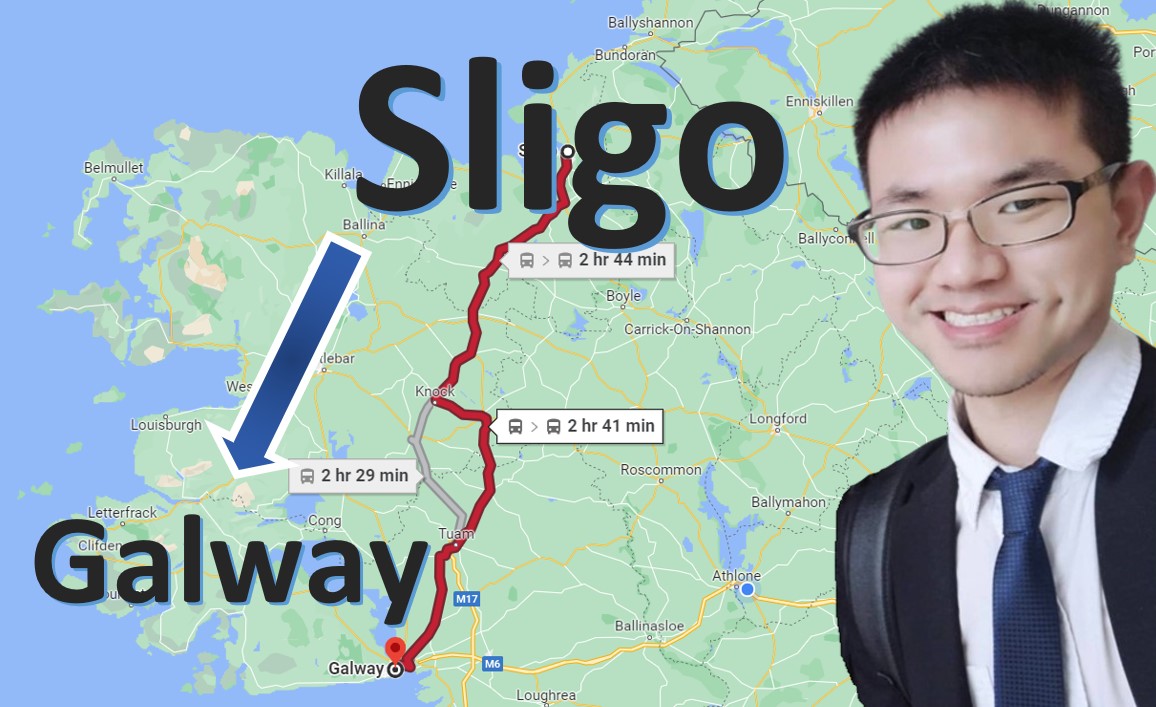 Dungannon
Ballyshannon
Bundoran
Sligo
Enniskillen
Belmullet
Killala
Ballina
Ballyconnell
2 hr 44 min
Boyle
Carrick-On-Shannon
Knock
Louisburgh
Longford
2 hr 41 min
2 hr 29 min
Roscommon
Ballymahon
Letterfrack
Cong
Galway
Clifden
Tuam
Athlone
M17
Ballinasloe
Galway
M6
Loughrea